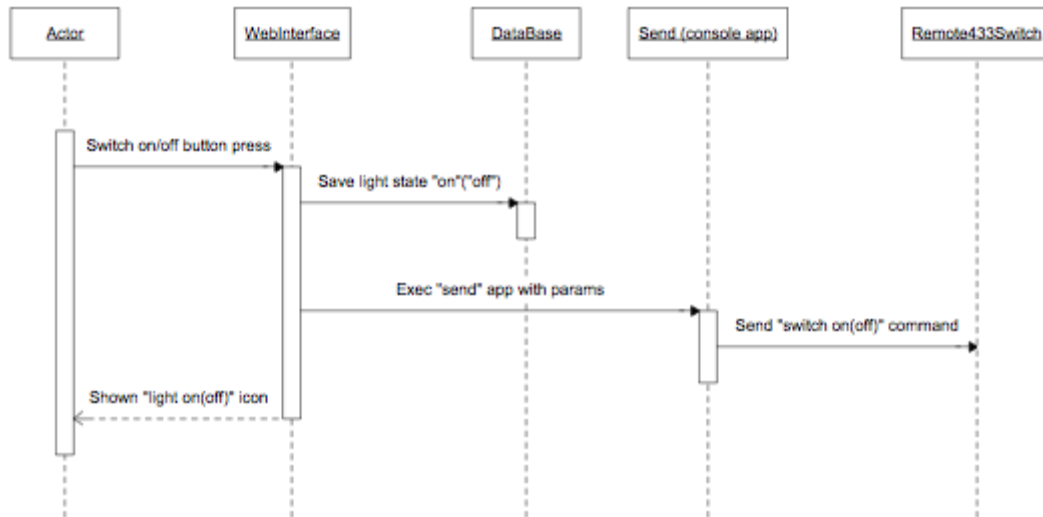 Actor
WebInterface
DataBase
Send (console app)
Remote433Switch
Switch on/off button press
Save light state "on"("off")
Exec "send" app with params
Send "switch on(off)" command
Shown "light on(off)" icon